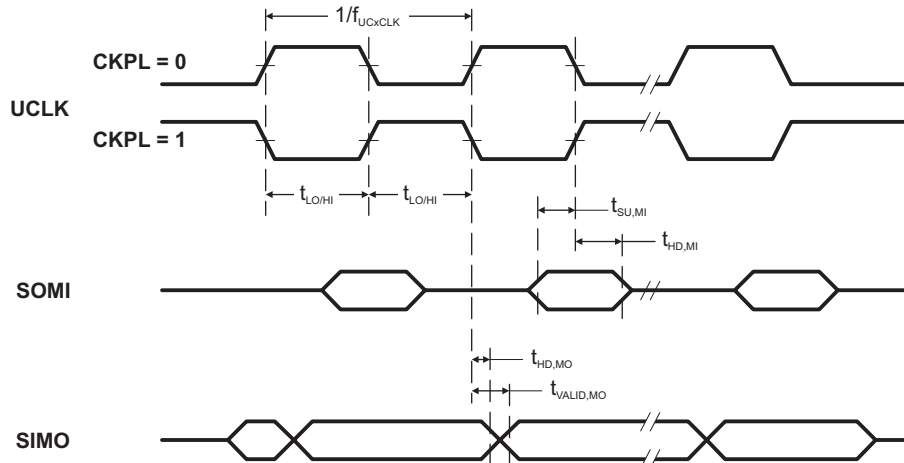 1/fUCxCLK
CKPL = 0
UCLK
CKPL = 1
tLO/HI tLO/HI
tSU,MI
tHD,MI
SOMI
tHD,MO
tVALID,MO
SIMO